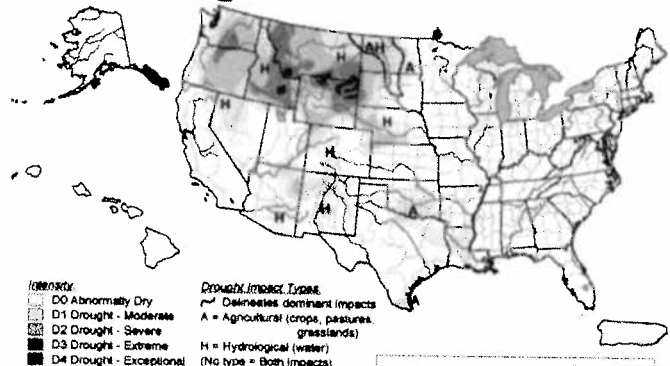 H
H
AH
A
H
H
H
H
A
H
H
A
Intensity:
D0 Abnormally Dry
D1 Drought - Moderate
D2 Drought - Severe
D3 Drought - Extreme
D4 Drought - Exceptional
Drought Impact Types:
Delineates dominant impacts
A = Agricultural (crops, pastures,
grasslands)
H = Hydrological (water)
(No type = Both impacts)